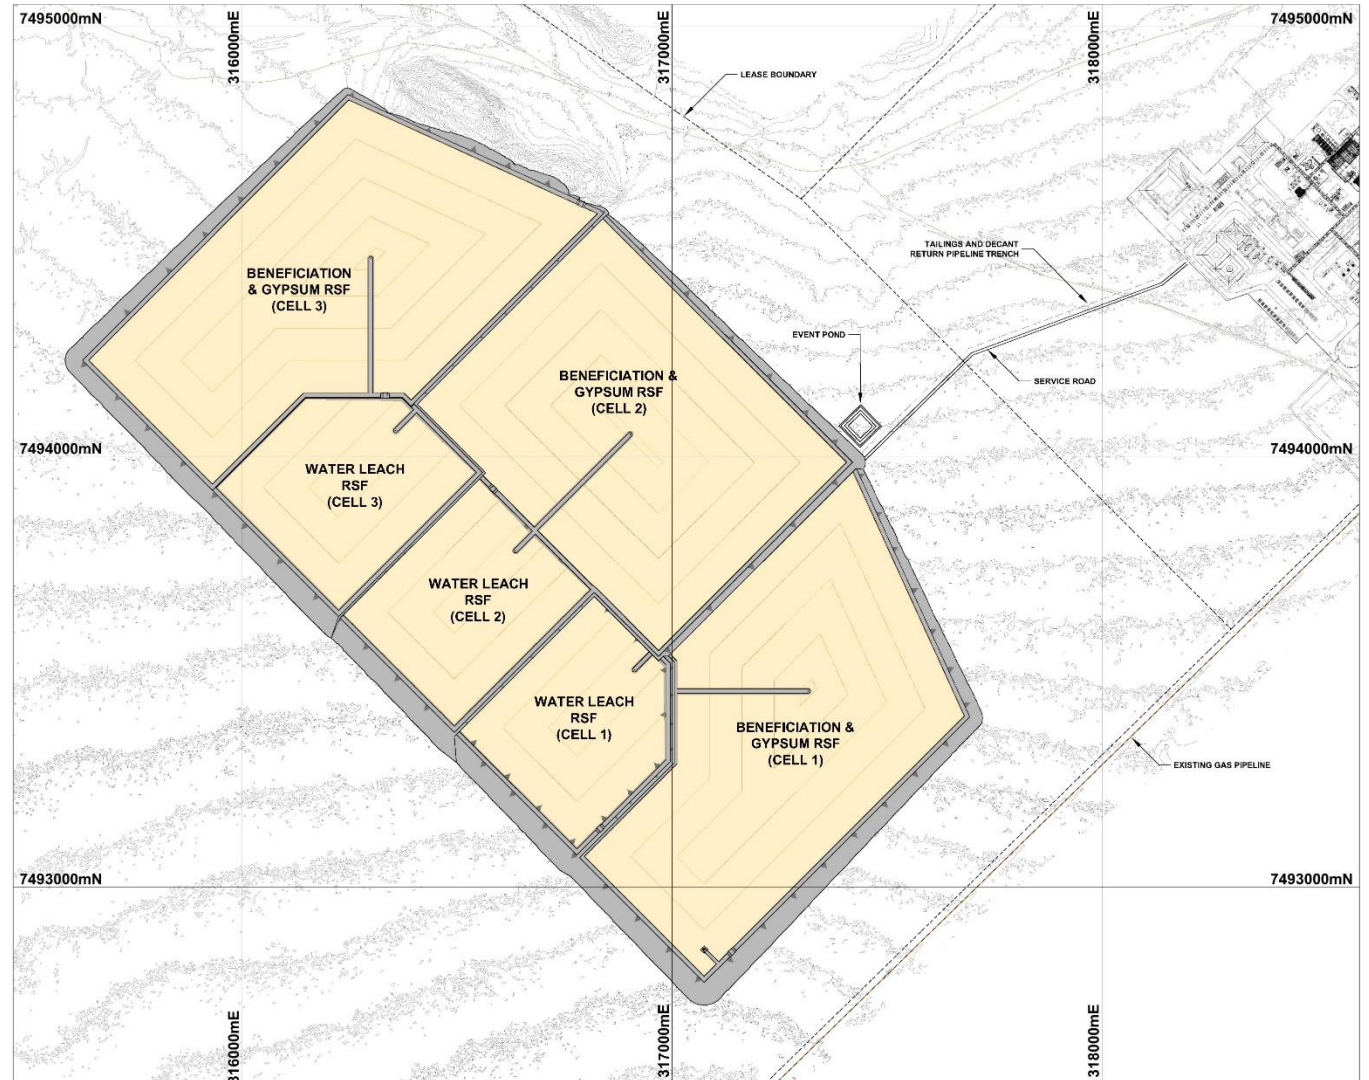 7495000mN
316000mE
317000mE
318000mE
7495000mN
LEASE BOUNDARY
TAILINGS AND DECANT
RETURN PIPELINE TRENCH
BENEFICIATION
& GYPSUM RSF
(CELL 3)
EVENT POND
SERVICE ROAD
BENEFICIATION &
GYPSUM RSF
(CELL 2)
7494000mN
7494000mN
WATER LEACH
RSF
(CELL 3)
WATER LEACH
RSF
(CELL 2)
WATER LEACH
RSF
(CELL 1)
BENEFICIATION &
GYPSUM RSF
(CELL 1)
EXISTING GAS PIPELINE
7493000mN
7493000mN
316000mE
317000mE
318000mE